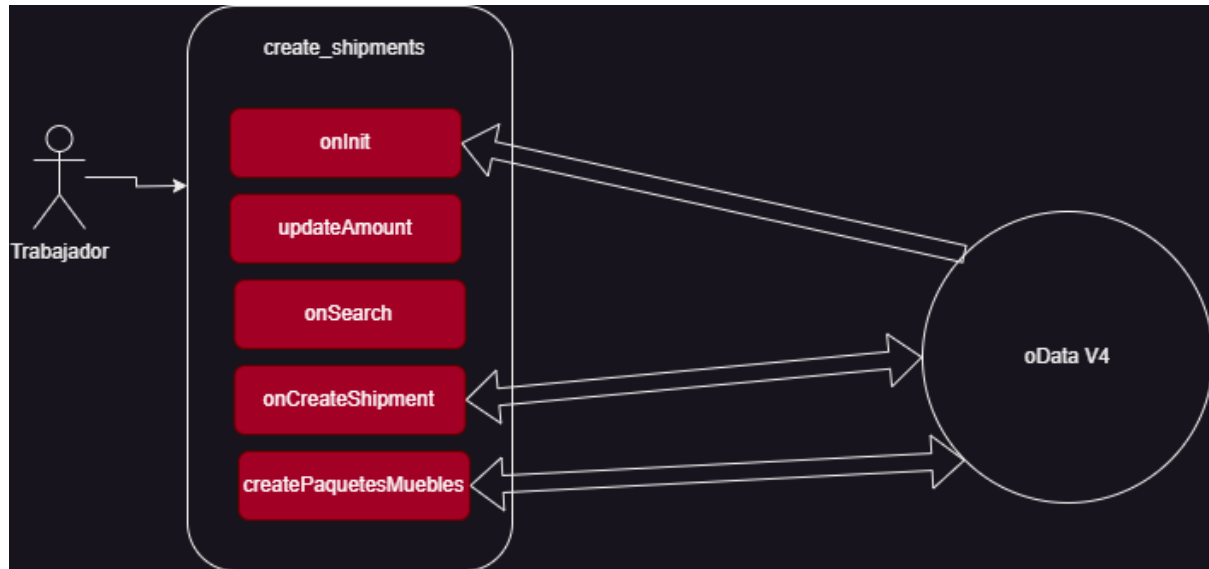 create_shipments
onInit
updateAmount
Trabajador
onSearch
oData V4
onCreateShipment
createPaquetesMuebles